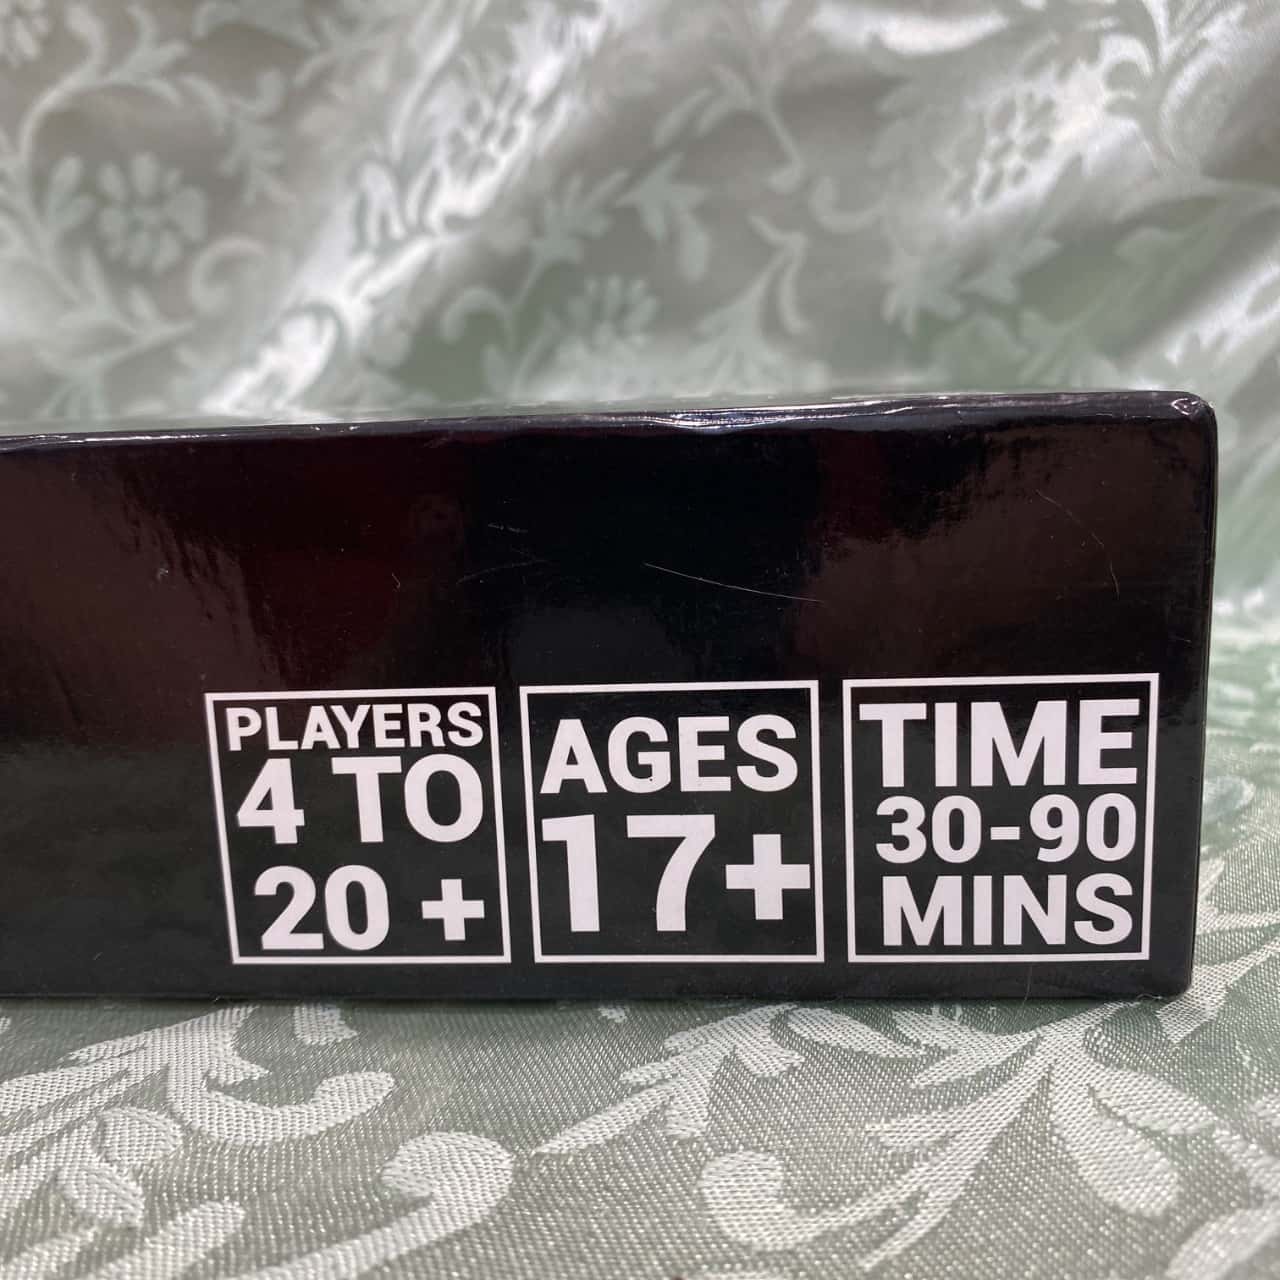 PLAYERS
4 TO
20 +
AGES
17+
TIME
30-90
MINS